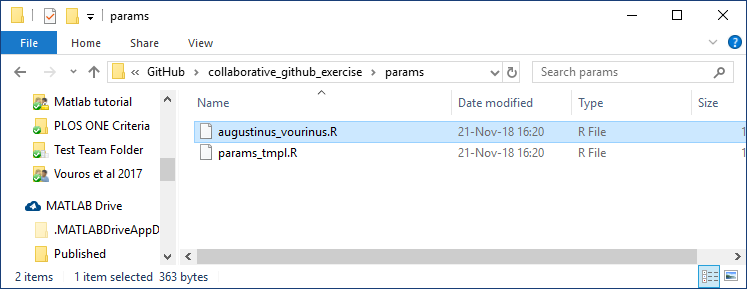 params
File Home Share View
« GitHub › collaborative_github_exercise › params
Search params
Matlab tutorial
PLOS ONE Criteria
Test Team Folder
Vouros et al 2017
MATLAB Drive
.MATLABDriveAppD
Published
Name Date modified Type Size
augustinus_vourinus.R 21-Nov-18 16:20 R File 1
params_tmpl.R 21-Nov-18 16:20 R File 1
2 items 1 item selected 363 bytes